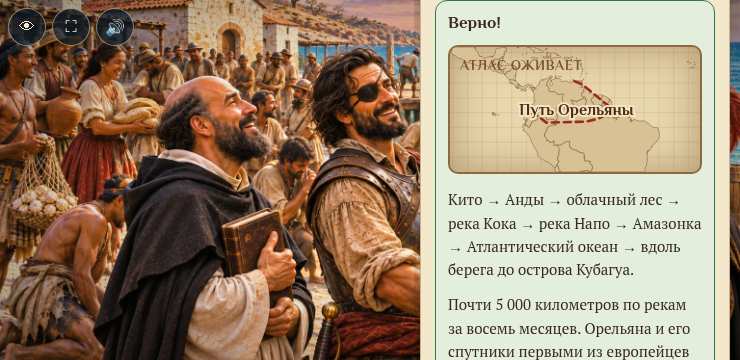 Верно!
АТЛАС ОЖИВАЕТ
Путь Орельяны
Кито → Анды → облачный лес →
река Кока → река Напо → Амазонка
→ Атлантический океан → вдоль
берега до острова Кубагуа.
Почти 5 000 километров по рекам
за восемь месяцев. Орельяна и его
спутники первыми из европейцев